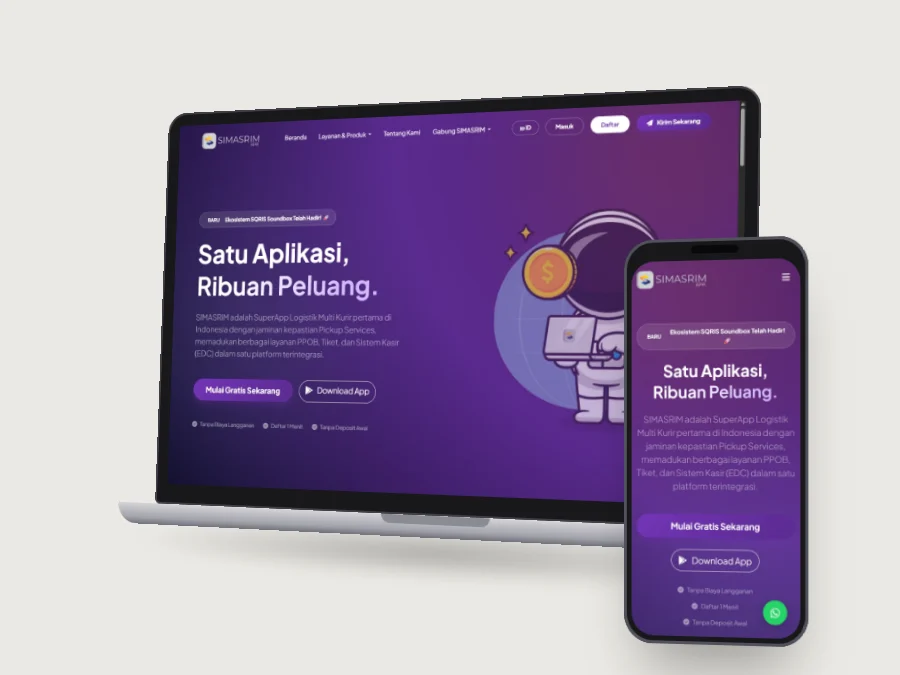 SIMASRIM
Beranda Layanan & Produk Tentang Kami Gabung SIMASRIM ID Masuk Daftar Kirim Sekarang
BARU Ekosistem SQRIS Soundbox Telah Hadir! 🚀
Satu Aplikasi,
Ribuan Peluang.
SIMASRIM adalah SuperApp Logistik Multi Kurir pertama di
Indonesia dengan jaminan kepastian Pickup Services,
memadukan berbagai layanan PPOB, Tiket, dan Sistem Kasir
(EDC) dalam satu platform terintegrasi.
Mulai Gratis Sekarang Download App
Tanpa Biaya Langganan Daftar 1 Menit Tanpa Deposit Awal
$
SIMASRIM
BARU Ekosistem SQRIS Soundbox Telah Hadir!
🚀
Satu Aplikasi,
Ribuan Peluang.
SIMASRIM adalah SuperApp Logistik
Multi Kurir pertama di Indonesia dengan
jaminan kepastian Pickup Services,
memadukan berbagai layanan PPOB,
Tiket, dan Sistem Kasir (EDC) dalam satu
platform terintegrasi.
Mulai Gratis Sekarang
Download App
Tanpa Biaya Langganan
Daftar 1 Menit
Tanpa Deposit Awal